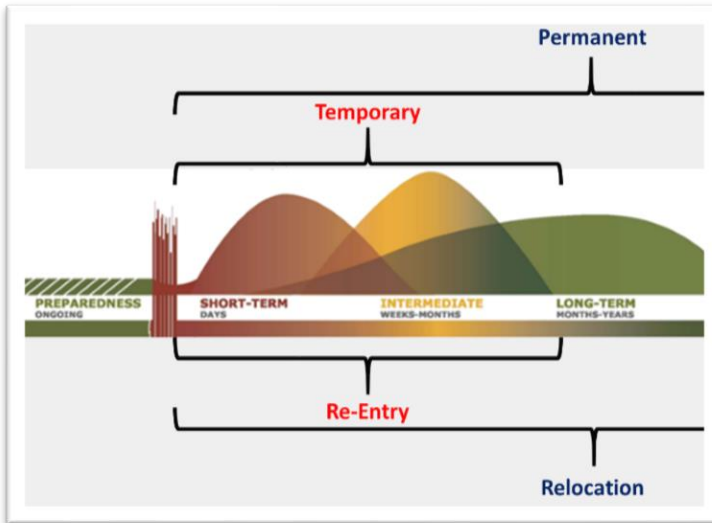 Permanent
Temporary
PREPAREDNESS
ONGOING
SHORT-TERM
DAYS
INTERMEDIATE
WEEKS-MONTHS
LONG-TERM
MONTHS-YEARS
Re-Entry
Relocation